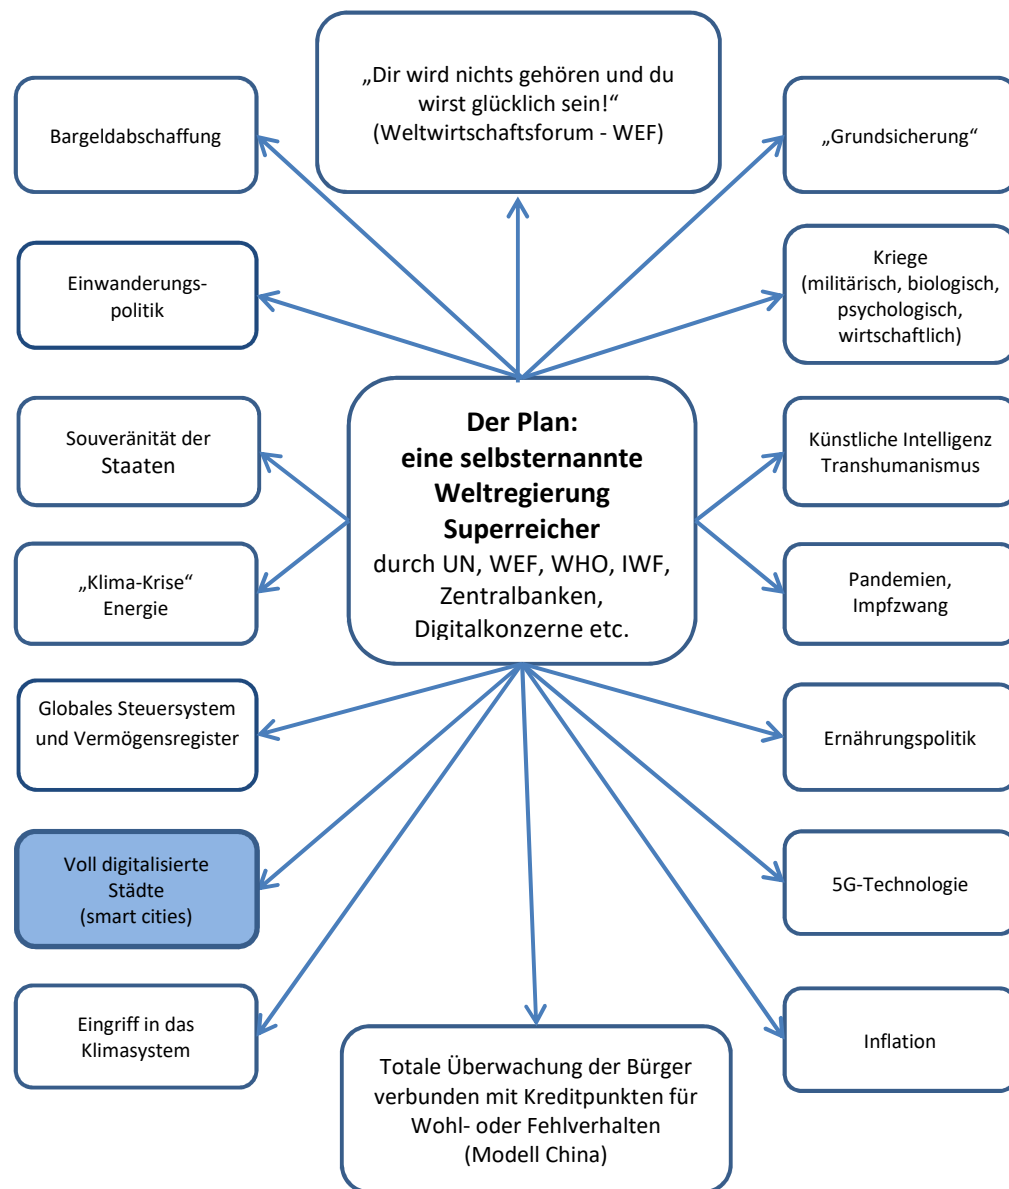 „Dir wird nichts gehören und du
wirst glücklich sein!“
(Weltwirtschaftsforum - WEF)
Bargeldabschaffung
„Grundsicherung“
Einwanderungs-
politik
Kriege
(militärisch, biologisch,
psychologisch,
wirtschaftlich)
Souveränität der
Staaten
Der Plan:
eine selbsternannte
Weltregierung
Superreicher
durch UN, WEF, WHO, IWF,
Zentralbanken,
Digitalkonzerne etc.
Künstliche Intelligenz
Transhumanismus
„Klima-Krise“
Energie
Pandemien,
Impfzwang
Globales Steuersystem
und Vermögensregister
Ernährungspolitik
Voll digitalisierte
Städte
(smart cities)
5G-Technologie
Eingriff in das
Klimasystem
Totale Überwachung der Bürger
verbunden mit Kreditpunkten für
Wohl- oder Fehlverhalten
(Modell China)
Inflation